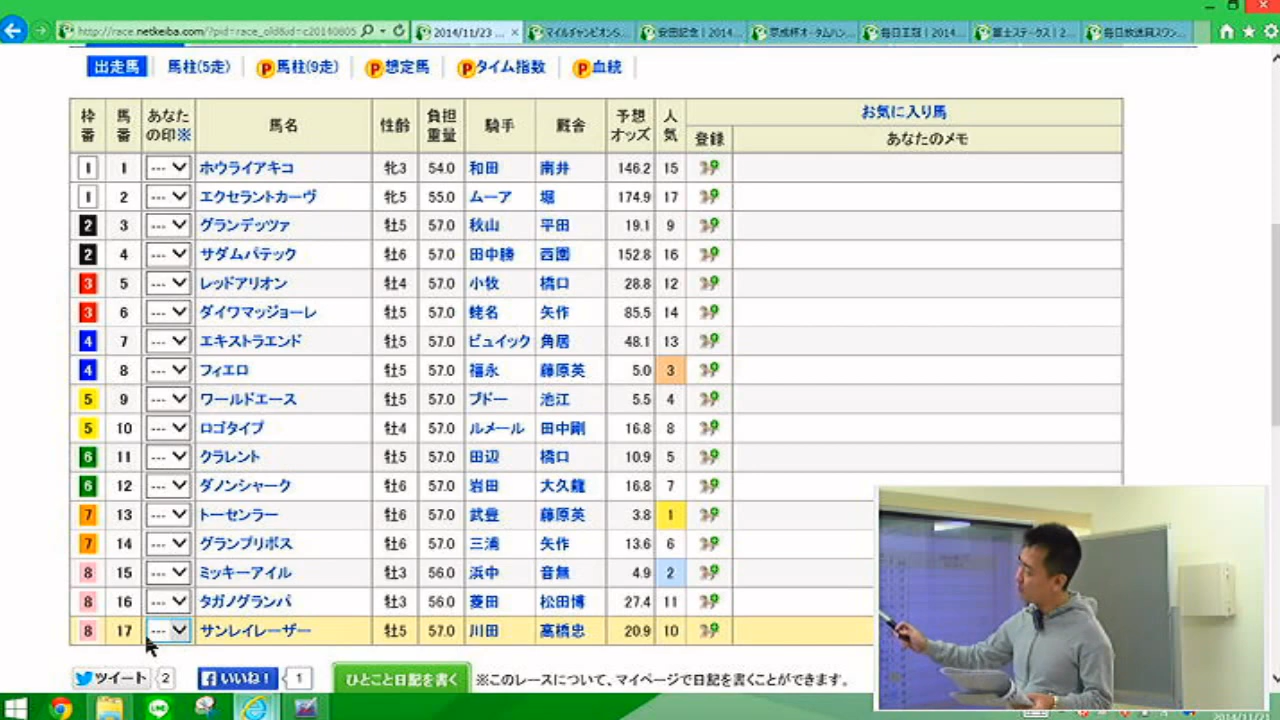 http://race.netkeiba.com/?pid=race_old&id=c20140805
2014/11/23 ...
マイルチャンピオンS...
安田記念 | 2014...
京成杯オータムハン...
毎日王冠 | 2014...
富士ステークス | 2...
毎日放送賞スワン...
出走馬 馬柱(5走) P馬柱(9走) P想定馬 Pタイム指数 P血統
枠番 馬番 あなたの印※ 馬名 性齢 負担重量 騎手 厩舎 予想オッズ 人気 お気に入り馬
登録 あなたのメモ
1 1 --- ホウライアキコ 牝3 54.0 和田 南井 146.2 15
1 2 --- エクセラントカーヴ 牝5 55.0 ムーア 堀 174.9 17
2 3 --- グランデッツァ 牡5 57.0 秋山 平田 19.1 9
2 4 --- サダムパテック 牡6 57.0 田中勝 西園 152.8 16
3 5 --- レッドアリオン 牡4 57.0 小牧 橋口 28.8 12
3 6 --- ダイワマッジョーレ 牡5 57.0 蛯名 矢作 85.5 14
4 7 --- エキストラエンド 牡5 57.0 ビュイック 角居 48.1 13
4 8 --- フィエロ 牡5 57.0 福永 藤原英 5.0 3
5 9 --- ワールドエース 牡5 57.0 ブドー 池江 5.5 4
5 10 --- ロゴタイプ 牡4 57.0 ルメール 田中剛 16.8 8
6 11 --- クラレント 牡5 57.0 田辺 橋口 10.9 5
6 12 --- ダノンシャーク 牡6 57.0 岩田 大久龍 16.8 7
7 13 --- トーセンラー 牡6 57.0 武豊 藤原英 3.8 1
7 14 --- グランプリボス 牡6 57.0 三浦 矢作 13.6 6
8 15 --- ミッキーアイル 牡3 56.0 浜中 音無 4.9 2
8 16 --- タガノグランパ 牡3 56.0 菱田 松田博 27.4 11
8 17 --- サンレイレーザー 牡5 57.0 川田 高橋忠 20.9 10
ツイート 2 いいね! 1 ひとこと日記を書く ※このレースについて、マイページで日記を書くことができます。